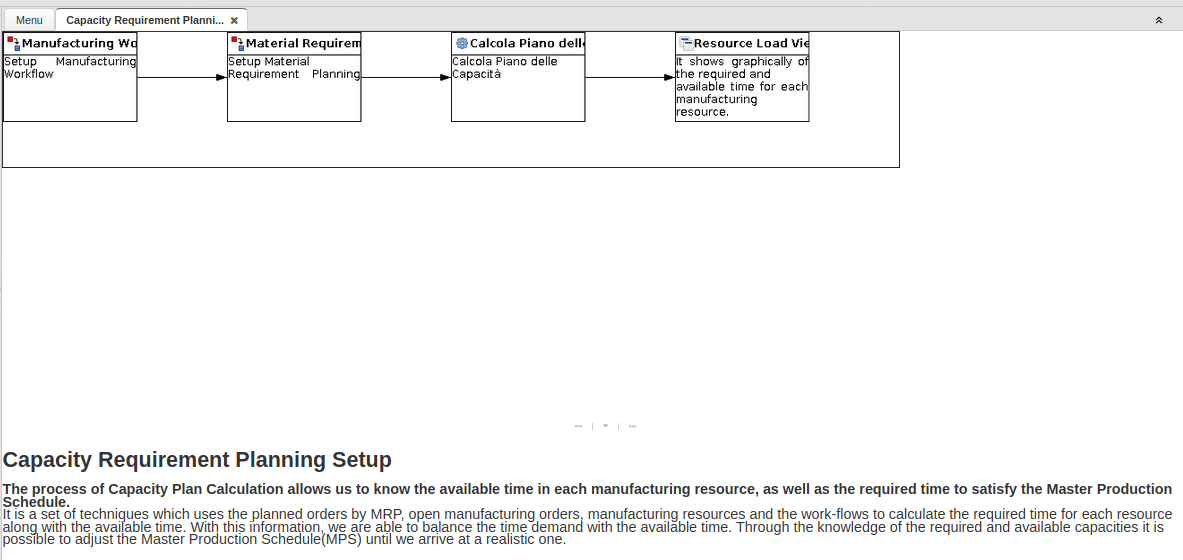 Menu
Capacity Requirement Planni...
Manufacturing Wo
Setup Manufacturing
Workflow
Material Requirem
Setup Material
Requirement Planning
Calcola Piano delle
Calcola Piano delle
Capacità
Resource Load Vie
It shows graphically of
the required and
available time for each
manufacturing
resource.
Capacity Requirement Planning Setup
The process of Capacity Plan Calculation allows us to know the available time in each manufacturing resource, as well as the required time to satisfy the Master Production
Schedule.
It is a set of techniques which uses the planned orders by MRP, open manufacturing orders, manufacturing resources and the work-flows to calculate the required time for each resource
along with the available time. With this information, we are able to balance the time demand with the available time. Through the knowledge of the required and available capacities it is
possible to adjust the Master Production Schedule(MPS) until we arrive at a realistic one.